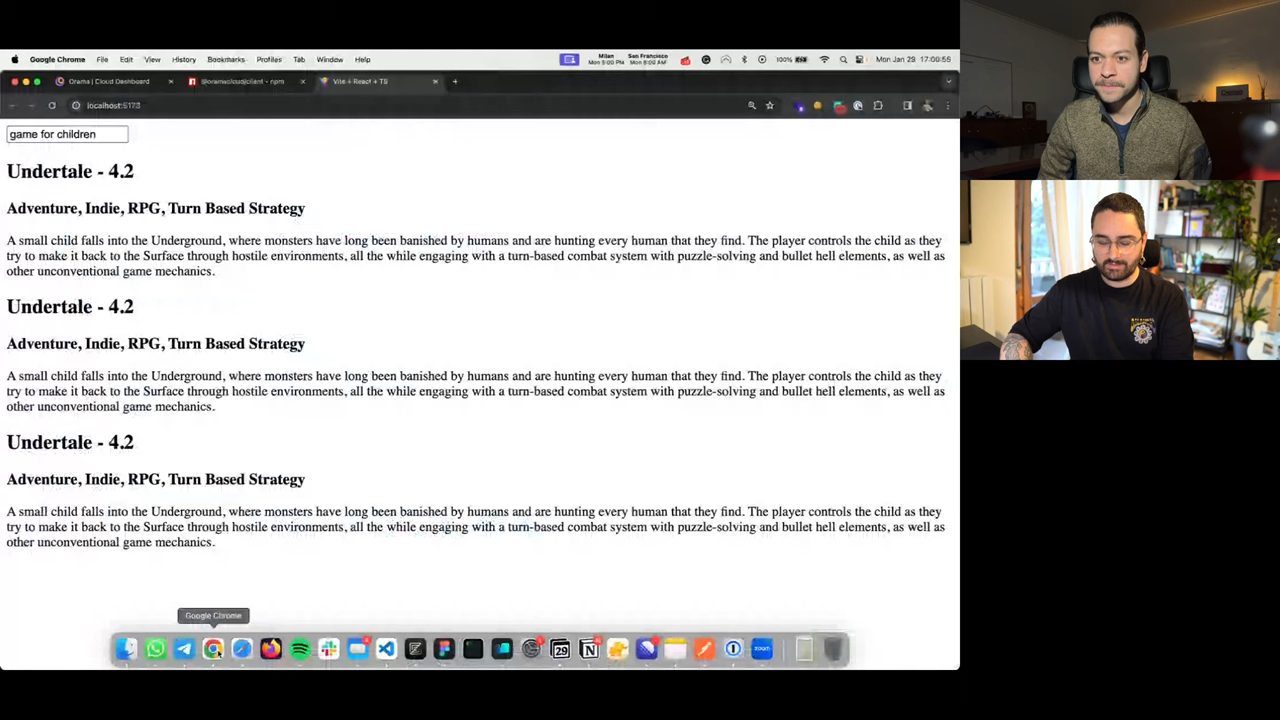 Google Chrome File Edit View History Bookmarks Profiles Tab Window Help
Milan Mon 5:00 PM San Francisco
100%
Mon Jan 29 17:00:55
Orama | Cloud Dashboard
@oramacloud/client - npm
Vite + React + TS
localhost:5173
game for children
Undertale - 4.2
Adventure, Indie, RPG, Turn Based Strategy
A small child falls into the Underground, where monsters have long been banished by humans and are hunting every human that they find. The player controls the child as they
try to make it back to the Surface through hostile environments, all the while engaging with a turn-based combat system with puzzle-solving and bullet hell elements, as well as
other unconventional game mechanics.
Undertale - 4.2
Adventure, Indie, RPG, Turn Based Strategy
A small child falls into the Underground, where monsters have long been banished by humans and are hunting every human that they find. The player controls the child as they
try to make it back to the Surface through hostile environments, all the while engaging with a turn-based combat system with puzzle-solving and bullet hell elements, as well as
other unconventional game mechanics.
Undertale - 4.2
Adventure, Indie, RPG, Turn Based Strategy
A small child falls into the Underground, where monsters have long been banished by humans and are hunting every human that they find. The player controls the child as they
try to make it back to the Surface through hostile environments, all the while engaging with a turn-based combat system with puzzle-solving and bullet hell elements, as well as
other unconventional game mechanics.
Google Chrome
29
zoom